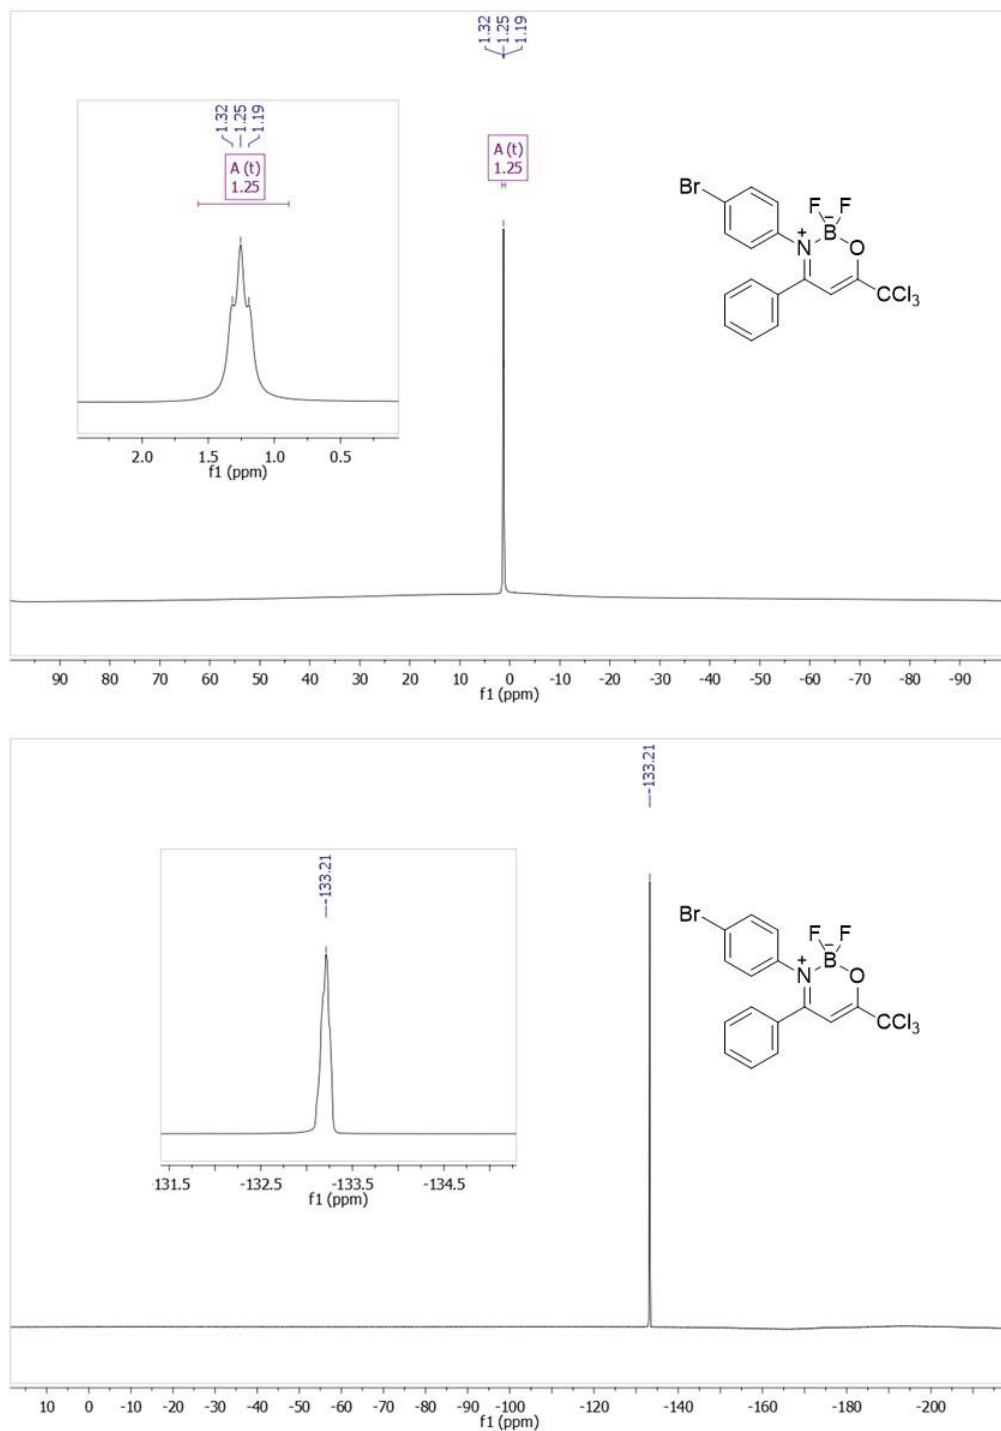 1.32
1.25
1.19
1.32
1.25
1.19
A (t)
1.25
A (t)
1.25
2.0 1.5 1.0 0.5
f1 (ppm)
Br
F F
B
−
+
N
O
CCl3
90 80 70 60 50 40 30 20 10 0 -10 -20 -30 -40 -50 -60 -70 -80 -90
f1 (ppm)
-133.21
-133.21
-131.5 -132.5 -133.5 -134.5
f1 (ppm)
Br
F F
B
−
+
N
O
CCl3
10 0 -10 -20 -30 -40 -50 -60 -70 -80 -90 -100 -120 -140 -160 -180 -200
f1 (ppm)